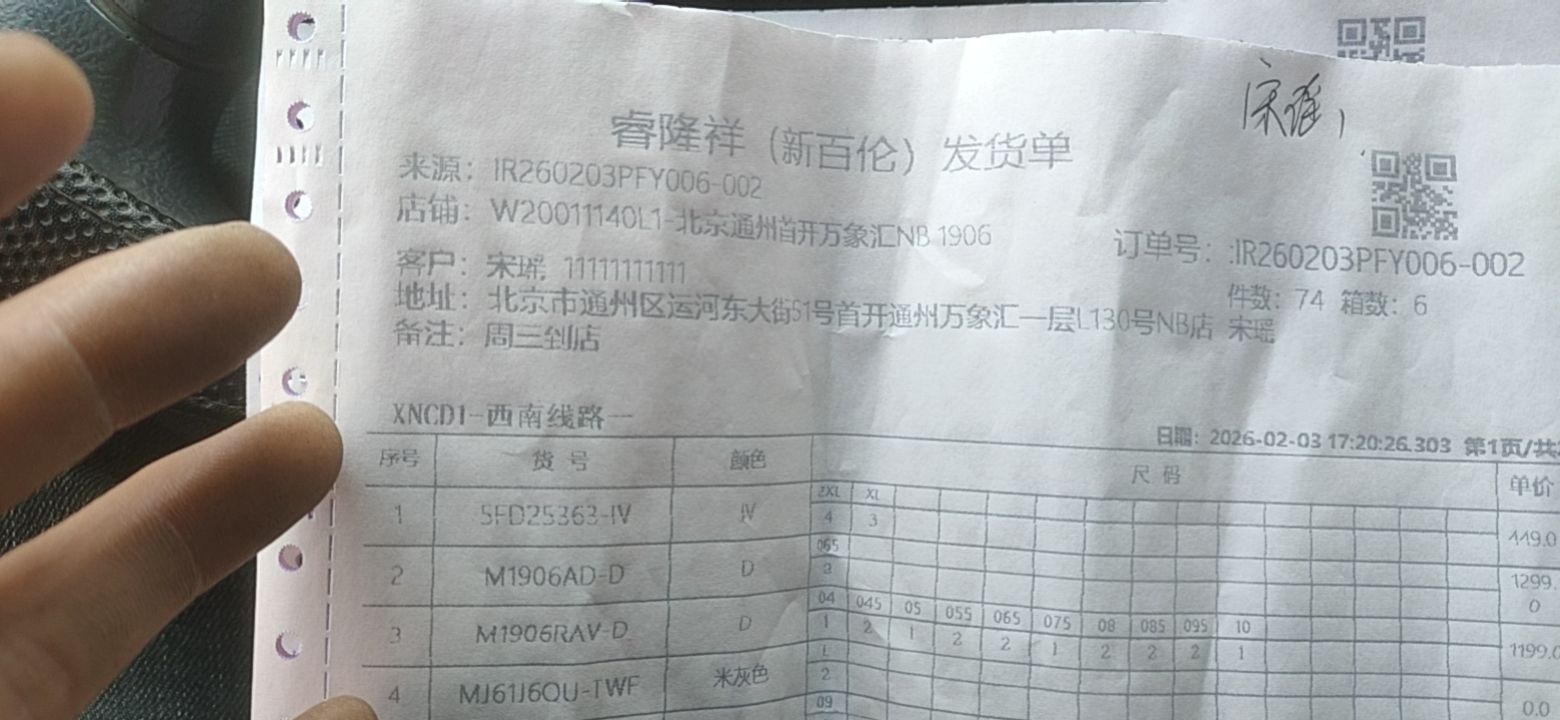 宋瑶
睿隆祥（新百伦）发货单
来源：IR260203PFY006-002
店铺：W20011140L1-北京通州首开万象汇NB 1906
订单号：:IR260203PFY006-002
客户：宋瑶 11111111111
件数：74 箱数：6
地址：北京市通州区运河东大街51号首开通州万象汇一层L130号NB店 宋瑶
备注：周三到店
XNCD1-西南线路一
日期：2026-02-03 17:20:26.303 第1页/共
序号 货号 颜色 尺码 单价
2XL XL
1 5FD25363-IV IV 4 3 449.0
065
2 M1906AD-D D 3 1299.0
04 045 05 055 065 075 08 085 095 10
3 M1906RAV-D D 1 2 1 2 2 1 2 2 2 1 1199.0
L
4 MJ61J6OU-TWF 米灰色 2 0.0
09